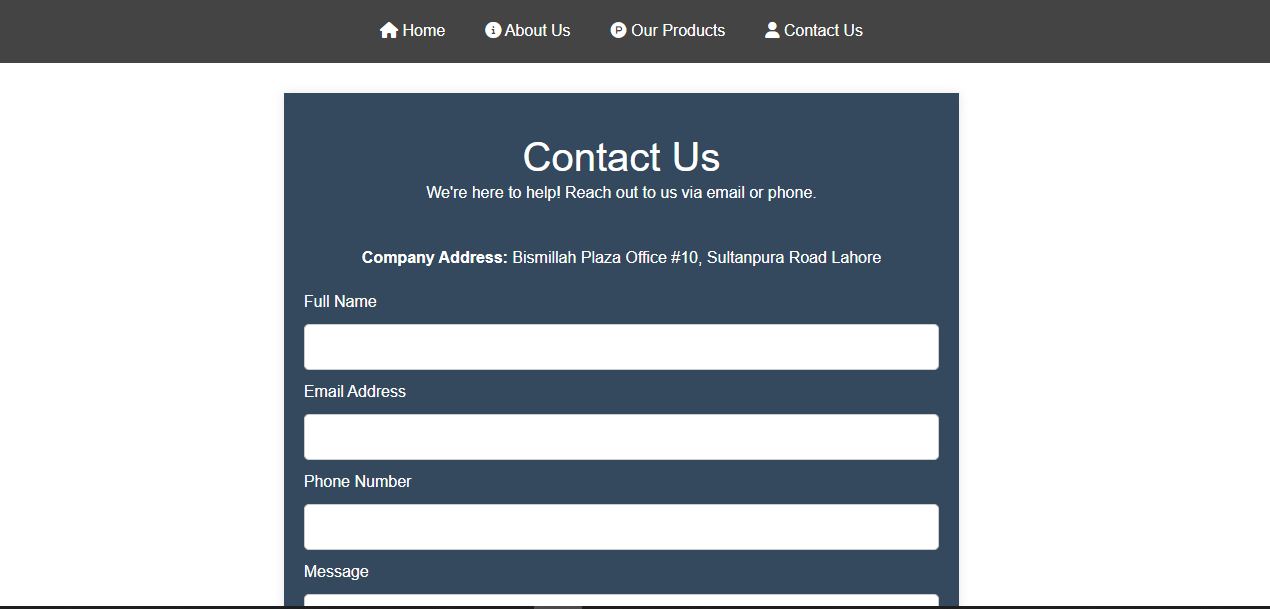 Home About Us Our Products Contact Us
Contact Us
We're here to help! Reach out to us via email or phone.
Company Address: Bismillah Plaza Office #10, Sultanpura Road Lahore
Full Name
Email Address
Phone Number
Message